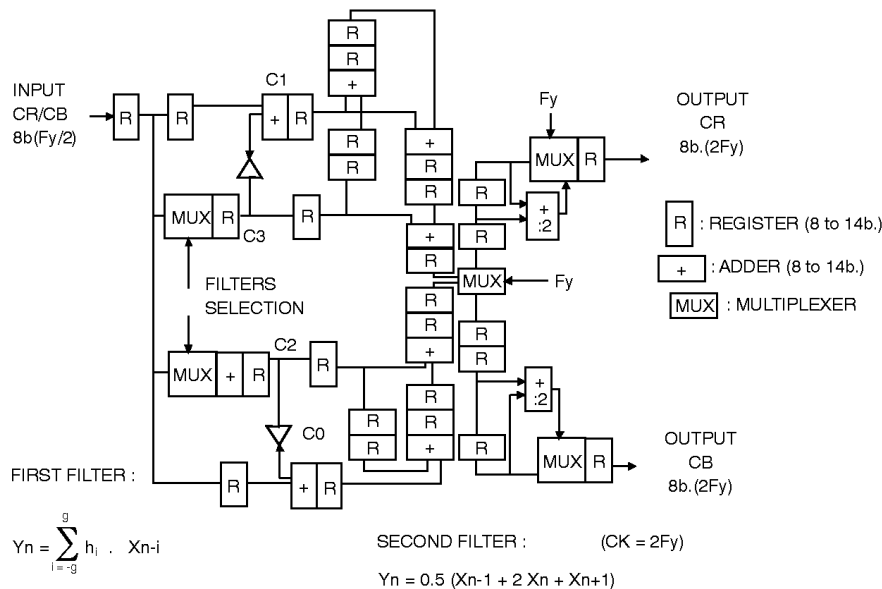 INPUT
CR/CB
8b(Fy/2)
R
R
C1
+ R
R
R
+
R
R
+
R
R
MUX R
C3
R
+
R
FILTERS
SELECTION
MUX + R
C2
R
C0
R
R
R
+ R
R
R
+
R
R
+
MUX
Fy
R
R
Fy
MUX R
+
:2
OUTPUT
CR
8b.(2Fy)
R
R
R
+
:2
MUX R
OUTPUT
CB
8b.(2Fy)
R : REGISTER (8 to 14b.)
+ : ADDER (8 to 14b.)
MUX : MULTIPLEXER
FIRST FILTER :
Yn = g ∑ i = -g hi . Xn-i
SECOND FILTER : (CK = 2Fy)
Yn = 0.5 (Xn-1 + 2 Xn + Xn+1)